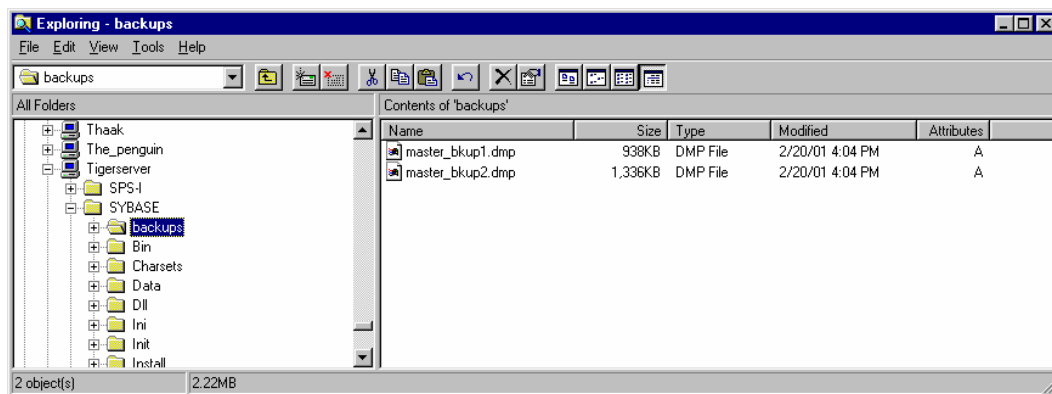 Exploring - backups
File Edit View Tools Help
backups
All Folders
Contents of 'backups'
Thaak
The_penguin
Tigerserver
SPS-I
SYBASE
backups
Bin
Charsets
Data
Dll
Ini
Init
Install
Name Size Type Modified Attributes
master_bkup1.dmp 938KB DMP File 2/20/01 4:04 PM A
master_bkup2.dmp 1,336KB DMP File 2/20/01 4:04 PM A
2 object(s) 2.22MB